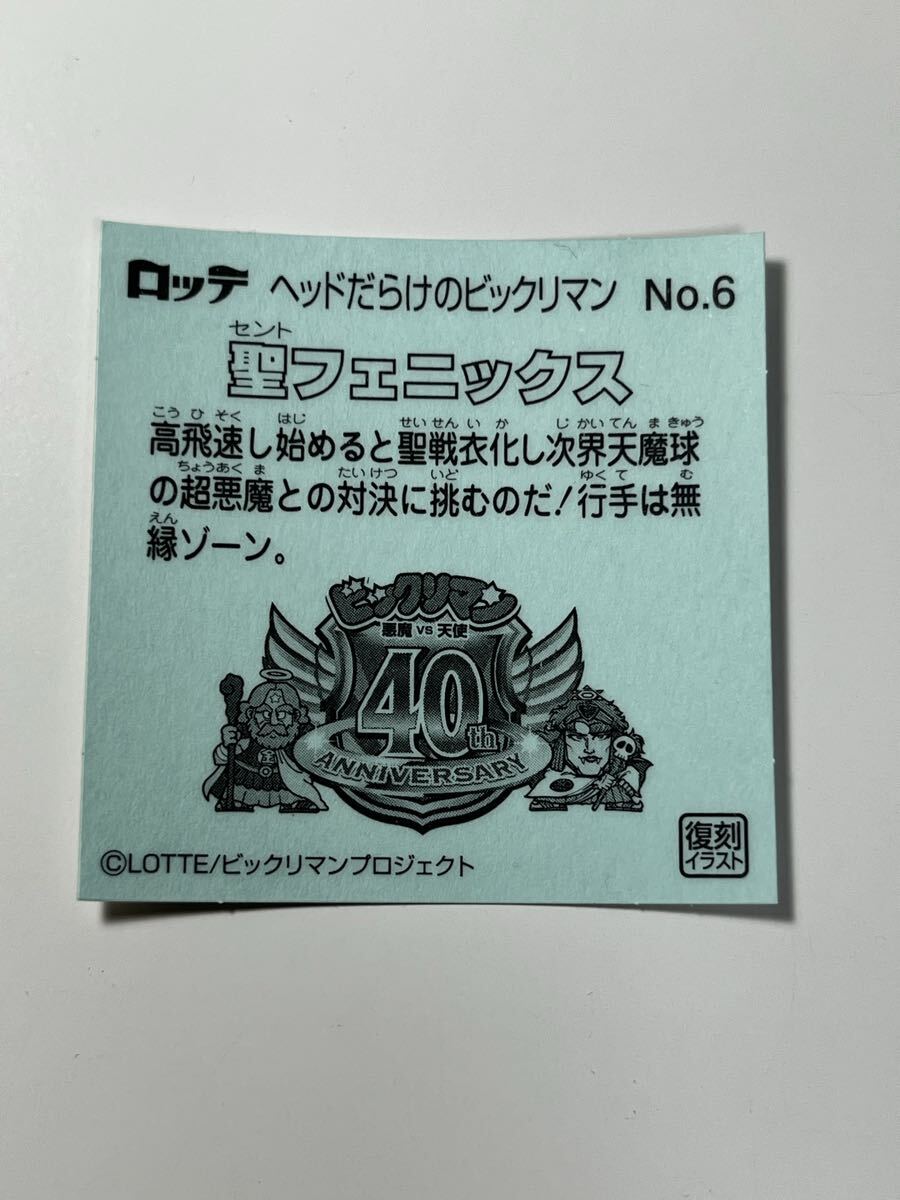 ロッテ ヘッドだらけのビックリマン No.6
セント
聖フェニックス
こうひそく はじ せいせんいか じかいてんまきゅう
高飛速し始めると聖戦衣化し次界天魔球
ちょうあくま たいけつ いど ゆくて む
の超悪魔との対決に挑むのだ!行手は無
えん
縁ゾーン。
ビックリマン
悪魔 VS 天使
40th
ANNIVERSARY
©LOTTE/ビックリマンプロジェクト
復刻
イラスト